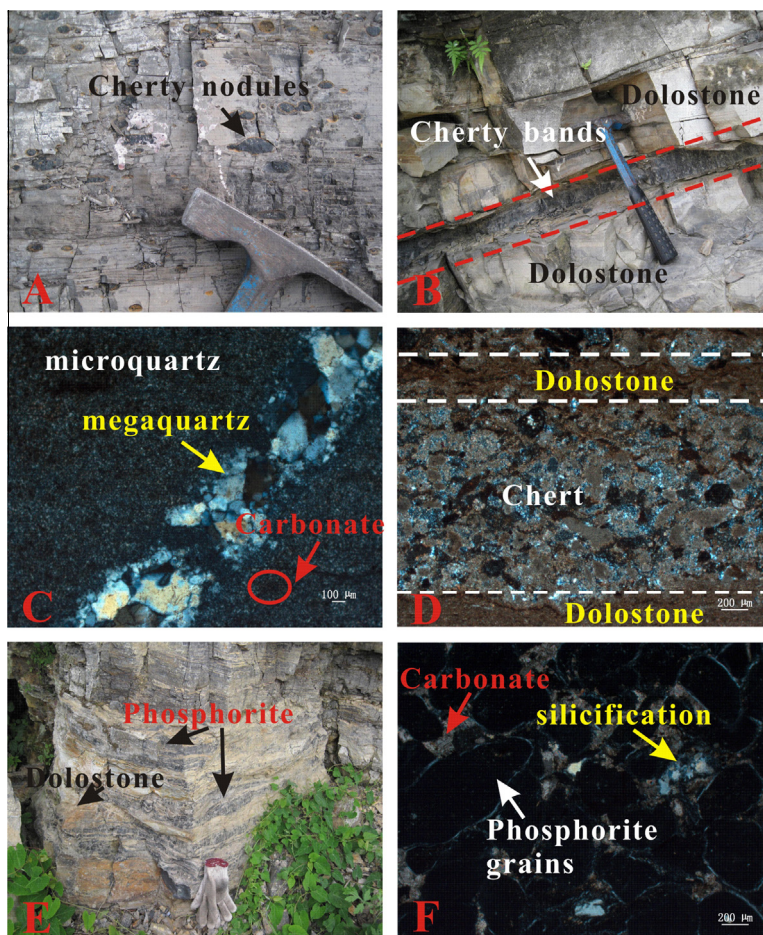 Cherty nodules
A
Dolostone
Cherty bands
Dolostone
B
microquartz
megaquartz
Carbonate
C
100 μm
Dolostone
Chert
Dolostone
D
200 μm
Phosphorite
Dolostone
E
Carbonate
silicification
Phosphorite
grains
F
200 μm